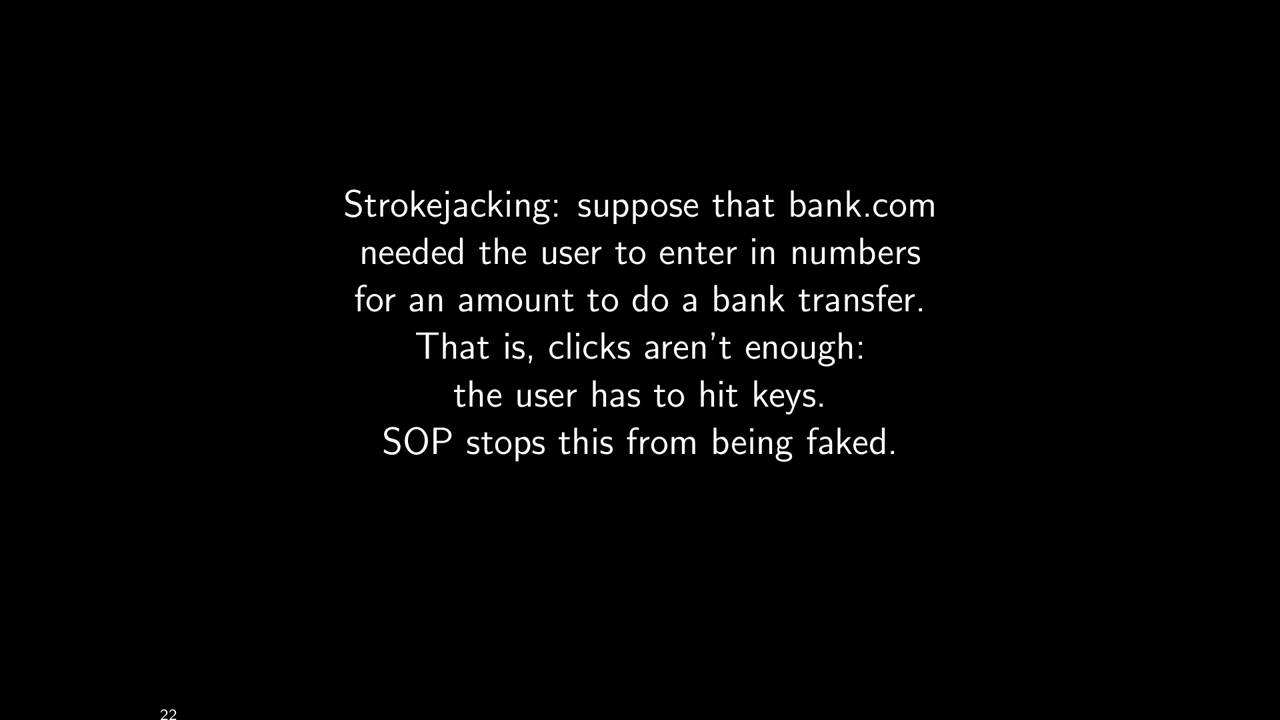 Strokejacking: suppose that bank.com
needed the user to enter in numbers
for an amount to do a bank transfer.
That is, clicks aren't enough:
the user has to hit keys.
SOP stops this from being faked.
22